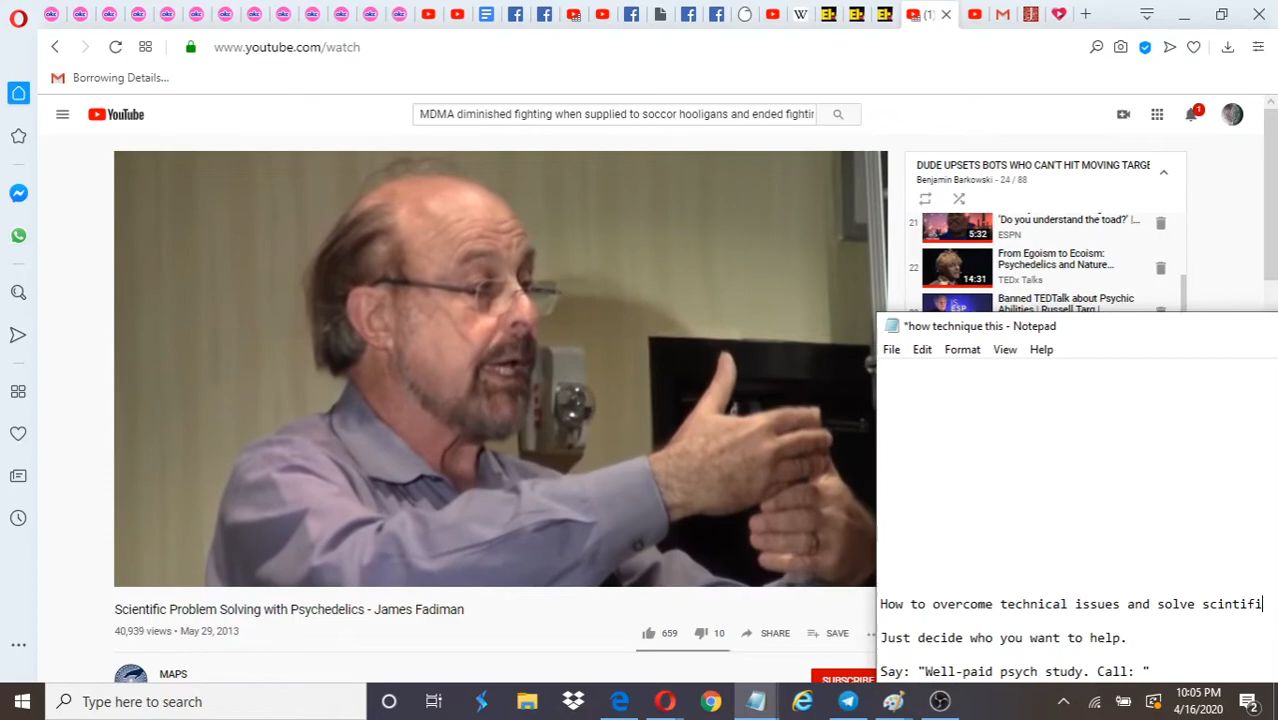 (1)
www.youtube.com/watch
Borrowing Details...
YouTube
MDMA diminished fighting when supplied to soccor hooligans and ended fightin
1
DUDE UPSETS BOTS WHO CAN'T HIT MOVING TARGE
Benjamin Barkowski - 24 / 88
21
5:32
'Do you understand the toad?' |...
ESPN
22
14:31
From Egoism to Ecoism:
Psychedelics and Nature...
TEDx Talks
Banned TEDTalk about Psychic
Abilities | Russell Targ |
*how technique this - Notepad
File Edit Format View Help
How to overcome technical issues and solve scintifi
Just decide who you want to help.
Say: "Well-paid psych study. Call: "
Scientific Problem Solving with Psychedelics - James Fadiman
40,939 views • May 29, 2013
659 10 SHARE SAVE
MAPS
SUBSCRIBE
Type here to search
10:05 PM
4/16/2020
2